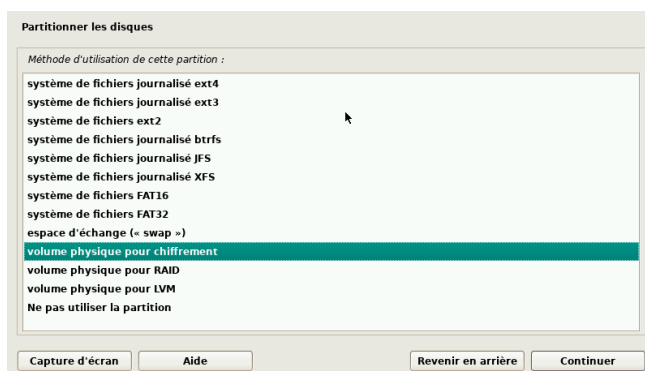 Partitionner les disques
Méthode d'utilisation de cette partition :
système de fichiers journalisé ext4
système de fichiers journalisé ext3
système de fichiers ext2
système de fichiers journalisé btrfs
système de fichiers journalisé JFS
système de fichiers journalisé XFS
système de fichiers FAT16
système de fichiers FAT32
espace d'échange (« swap »)
volume physique pour chiffrement
volume physique pour RAID
volume physique pour LVM
Ne pas utiliser la partition
Capture d'écran
Aide
Revenir en arrière
Continuer